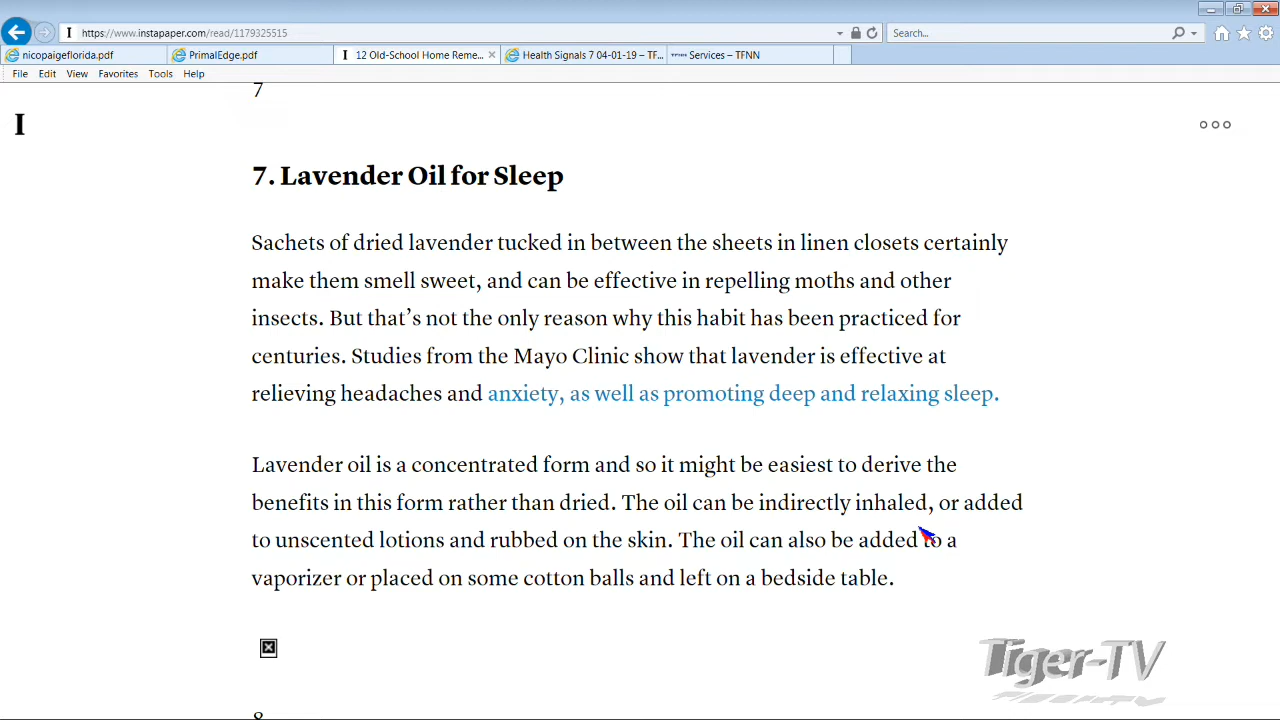 https://www.instapaper.com/read/1179325515
Search...
nicopaigeflorida.pdf
PrimalEdge.pdf
I 12 Old-School Home Reme...
Health Signals 7 04-01-19 – TF...
TFNN Services – TFNN
File Edit View Favorites Tools Help
7
I
7. Lavender Oil for Sleep
Sachets of dried lavender tucked in between the sheets in linen closets certainly
make them smell sweet, and can be effective in repelling moths and other
insects. But that’s not the only reason why this habit has been practiced for
centuries. Studies from the Mayo Clinic show that lavender is effective at
relieving headaches and anxiety, as well as promoting deep and relaxing sleep.
Lavender oil is a concentrated form and so it might be easiest to derive the
benefits in this form rather than dried. The oil can be indirectly inhaled, or added
to unscented lotions and rubbed on the skin. The oil can also be added to a
vaporizer or placed on some cotton balls and left on a bedside table.
Tiger-TV
8